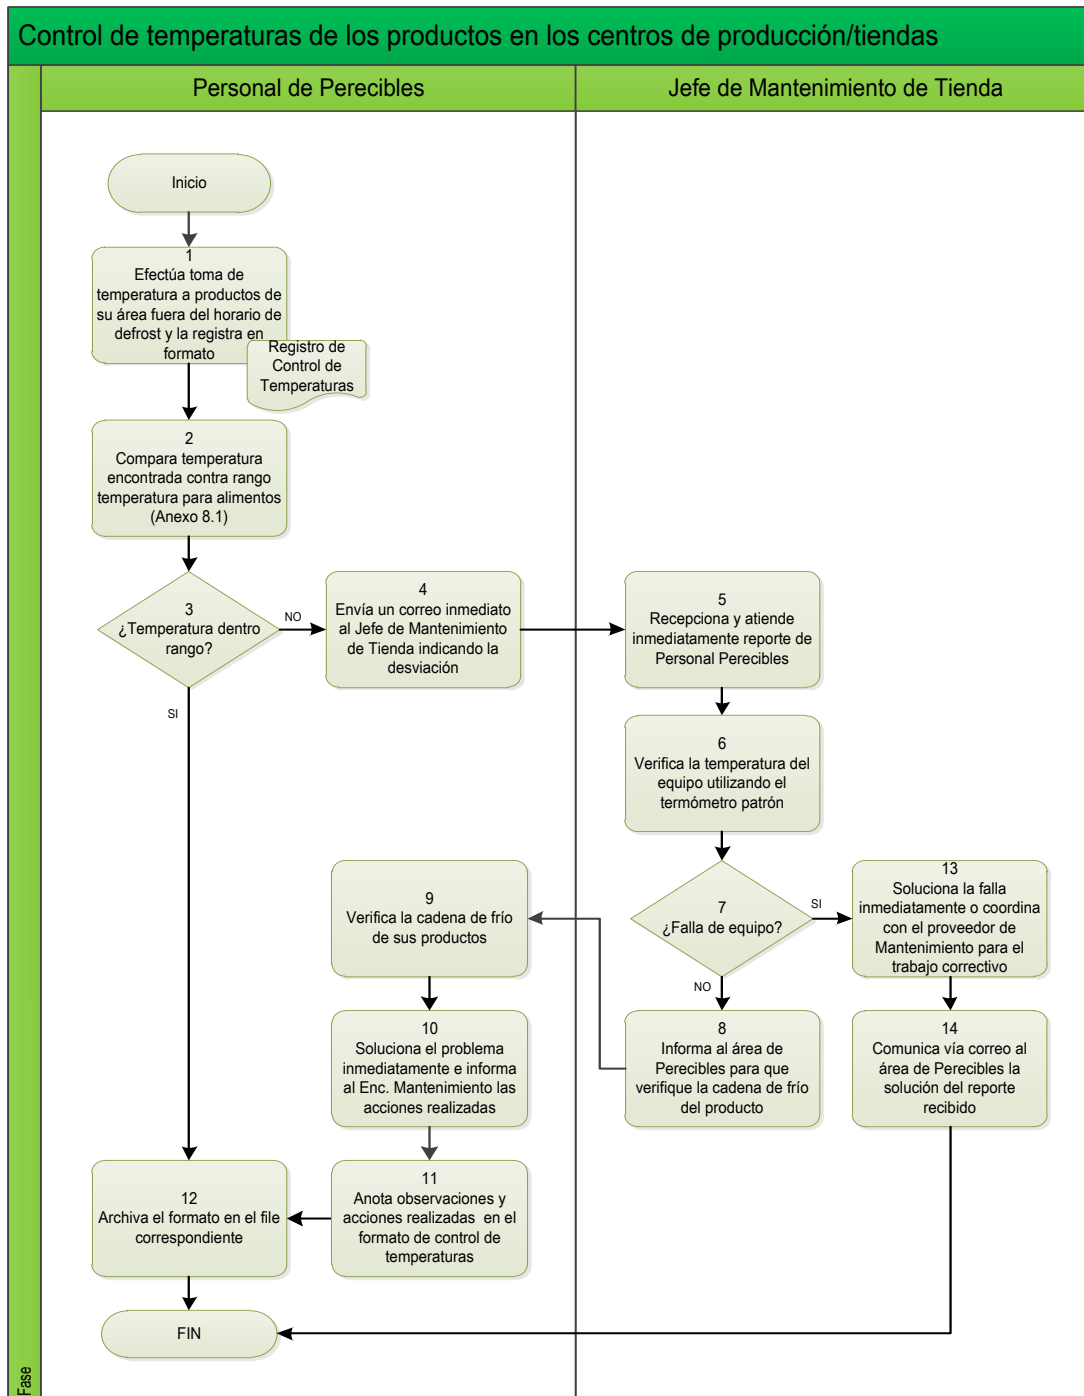 Control de temperaturas de los productos en los centros de producción/tiendas
Personal de Perecibles
Jefe de Mantenimiento de Tienda
Fase
Inicio
1
Efectúa toma de
temperatura a productos de
su área fuera del horario de
defrost y la registra en
formato
Registro de
Control de
Temperaturas
2
Compara temperatura
encontrada contra rango
temperatura para alimentos
(Anexo 8.1)
3
¿Temperatura dentro
rango?
NO
SI
4
Envía un correo inmediato
al Jefe de Mantenimiento
de Tienda indicando la
desviación
5
Recepciona y atiende
inmediatamente reporte de
Personal Perecibles
6
Verifica la temperatura del
equipo utilizando el
termómetro patrón
7
¿Falla de equipo?
SI
NO
13
Soluciona la falla
inmediatamente o coordina
con el proveedor de
Mantenimiento para el
trabajo correctivo
9
Verifica la cadena de frío
de sus productos
8
Informa al área de
Perecibles para que
verifique la cadena de frío
del producto
14
Comunica vía correo al
área de Perecibles la
solución del reporte
recibido
10
Soluciona el problema
inmediatamente e informa
al Enc. Mantenimiento las
acciones realizadas
11
Anota observaciones y
acciones realizadas en el
formato de control de
temperaturas
12
Archiva el formato en el file
correspondiente
FIN